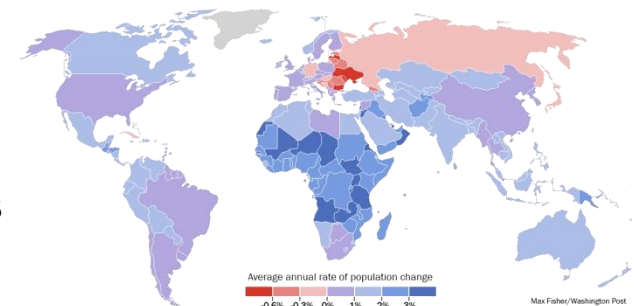 Average annual rate of population change
-0.6% -0.3% 0% 1% 2% 3%
Max Fisher/Washington Post